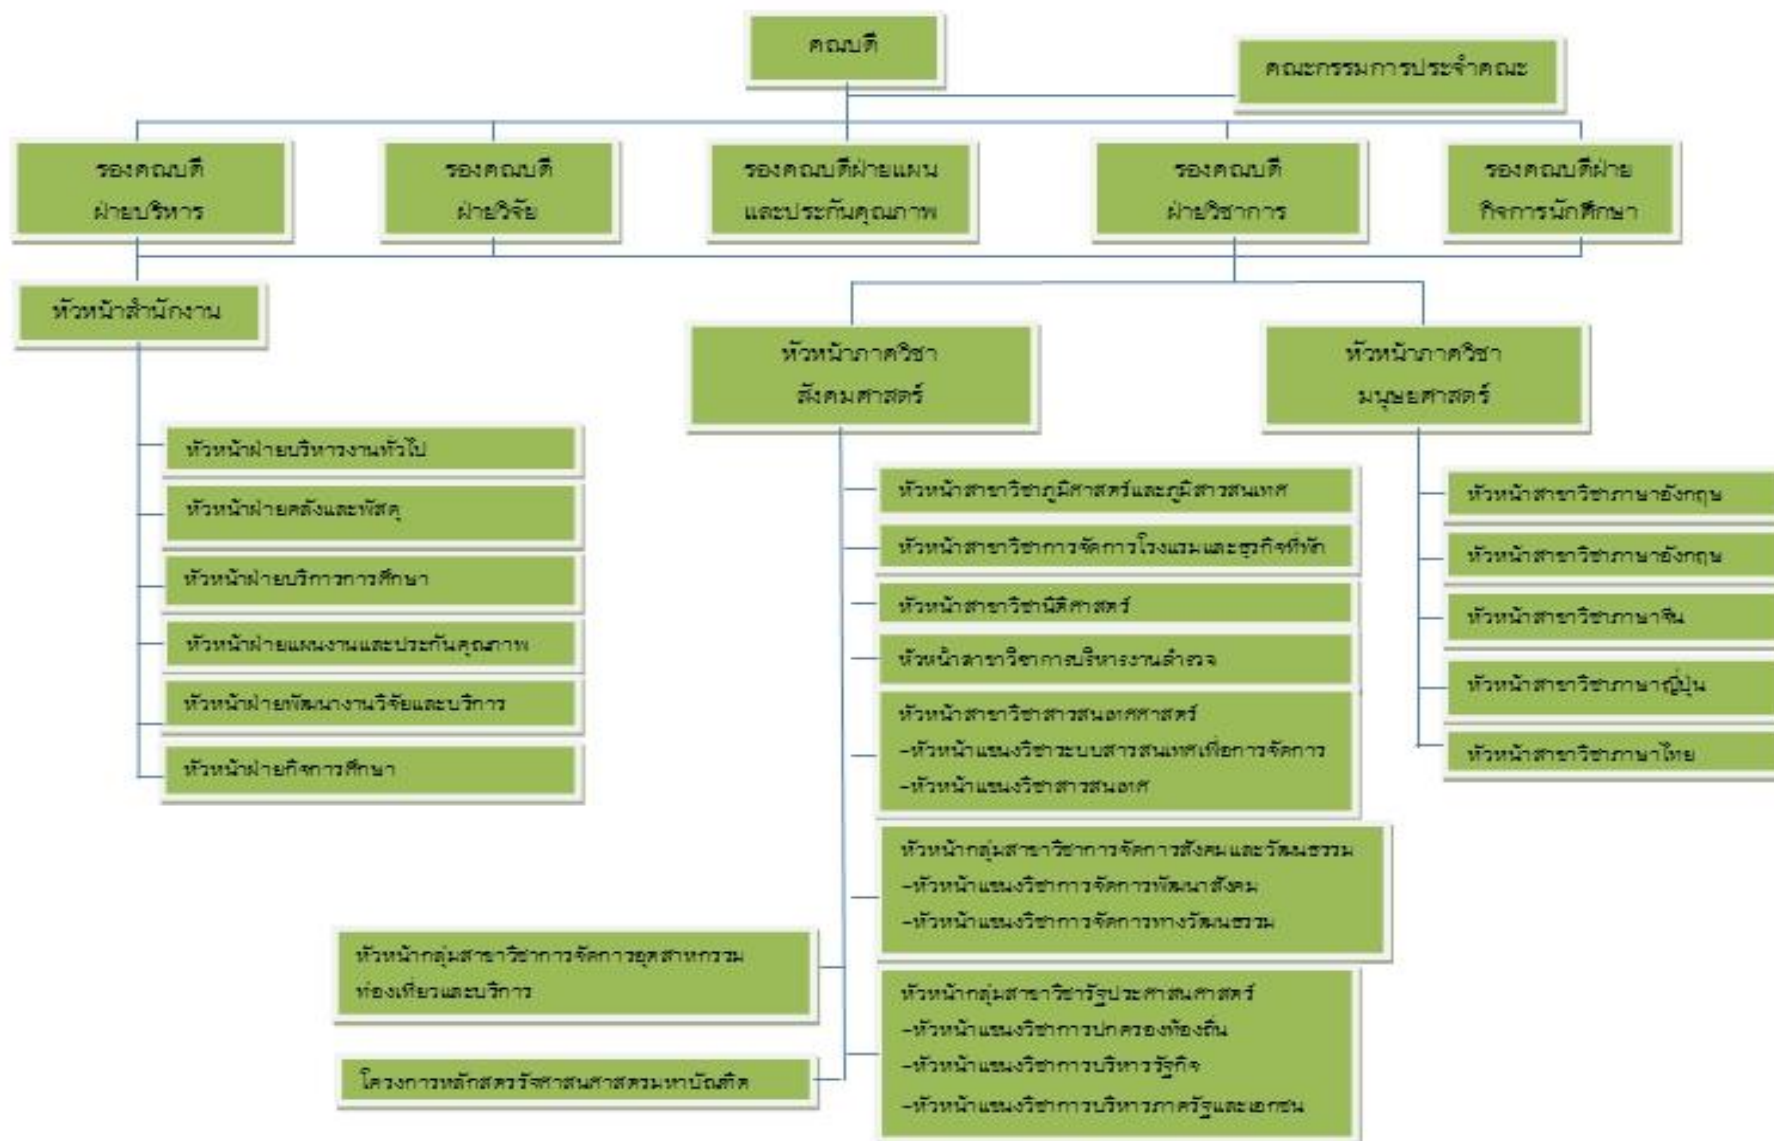 คณบดี
คณะกรรมการประจำคณะ
รองคณบดี
ฝ่ายบริหาร
รองคณบดี
ฝ่ายวิจัย
รองคณบดีฝ่ายแผน
และประกันคุณภาพ
รองคณบดี
ฝ่ายวิชาการ
รองคณบดีฝ่าย
กิจการนักศึกษา
หัวหน้าสำนักงาน
หัวหน้าฝ่ายบริหารงานทั่วไป
หัวหน้าฝ่ายคลังและพัสดุ
หัวหน้าฝ่ายบริการการศึกษา
หัวหน้าฝ่ายแผนงานและประกันคุณภาพ
หัวหน้าฝ่ายพัฒนางานวิจัยและบริการ
หัวหน้าฝ่ายกิจการศึกษา
หัวหน้าภาควิชา
สังคมศาสตร์
หัวหน้าสาขาวิชาภูมิศาสตร์และภูมิสารสนเทศ
หัวหน้าสาขาวิชาการจัดการโรงแรมและธุรกิจที่พัก
หัวหน้าสาขาวิชานิติศาสตร์
หัวหน้าสาขาวิชาการบริหารงานตำรวจ
หัวหน้าสาขาวิชาสารสนเทศศาสตร์
-หัวหน้าแขนงวิชาระบบสารสนเทศเพื่อการจัดการ
-หัวหน้าแขนงวิชาสารสนเทศ
หัวหน้ากลุ่มสาขาวิชาการจัดการสังคมและวัฒนธรรม
-หัวหน้าแขนงวิชาการจัดการพัฒนาสังคม
-หัวหน้าแขนงวิชาการจัดการทางวัฒนธรรม
หัวหน้ากลุ่มสาขาวิชาการจัดการอุตสาหกรรม
ท่องเที่ยวและบริการ
หัวหน้ากลุ่มสาขาวิชารัฐประศาสนศาสตร์
-หัวหน้าแขนงวิชาการปกครองท้องถิ่น
-หัวหน้าแขนงวิชาการบริหารรัฐกิจ
-หัวหน้าแขนงวิชาการบริหารภาครัฐและเอกชน
โครงการหลักสูตรรัฐศาสนศาสตรมหาบัณฑิต
หัวหน้าภาควิชา
มนุษยศาสตร์
หัวหน้าสาขาวิชาภาษาอังกฤษ
หัวหน้าสาขาวิชาภาษาอังกฤษ
หัวหน้าสาขาวิชาภาษาจีน
หัวหน้าสาขาวิชาภาษาญี่ปุ่น
หัวหน้าสาขาวิชาภาษาไทย